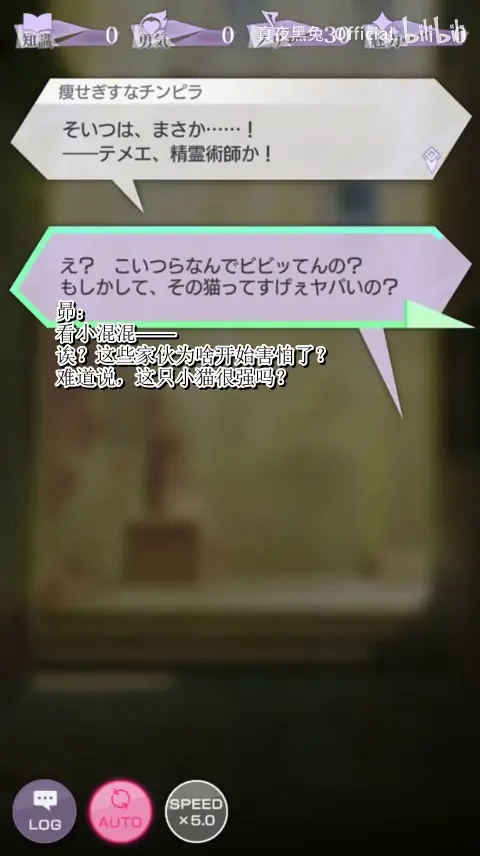 知識 0 勇気 0 30 魅力 0
真夜黑兔_Official bilibili
痩せぎすなチンピラ
そいつは、まさか……！
――テメエ、精霊術師か！
え？　こいつらなんでビビッてんの？
もしかして、その猫ってすげぇヤバいの？
昴：
看小混混——
诶？这些家伙为啥开始害怕了？
难道说，这只小猫很强吗？
LOG
AUTO
SPEED
×5.0